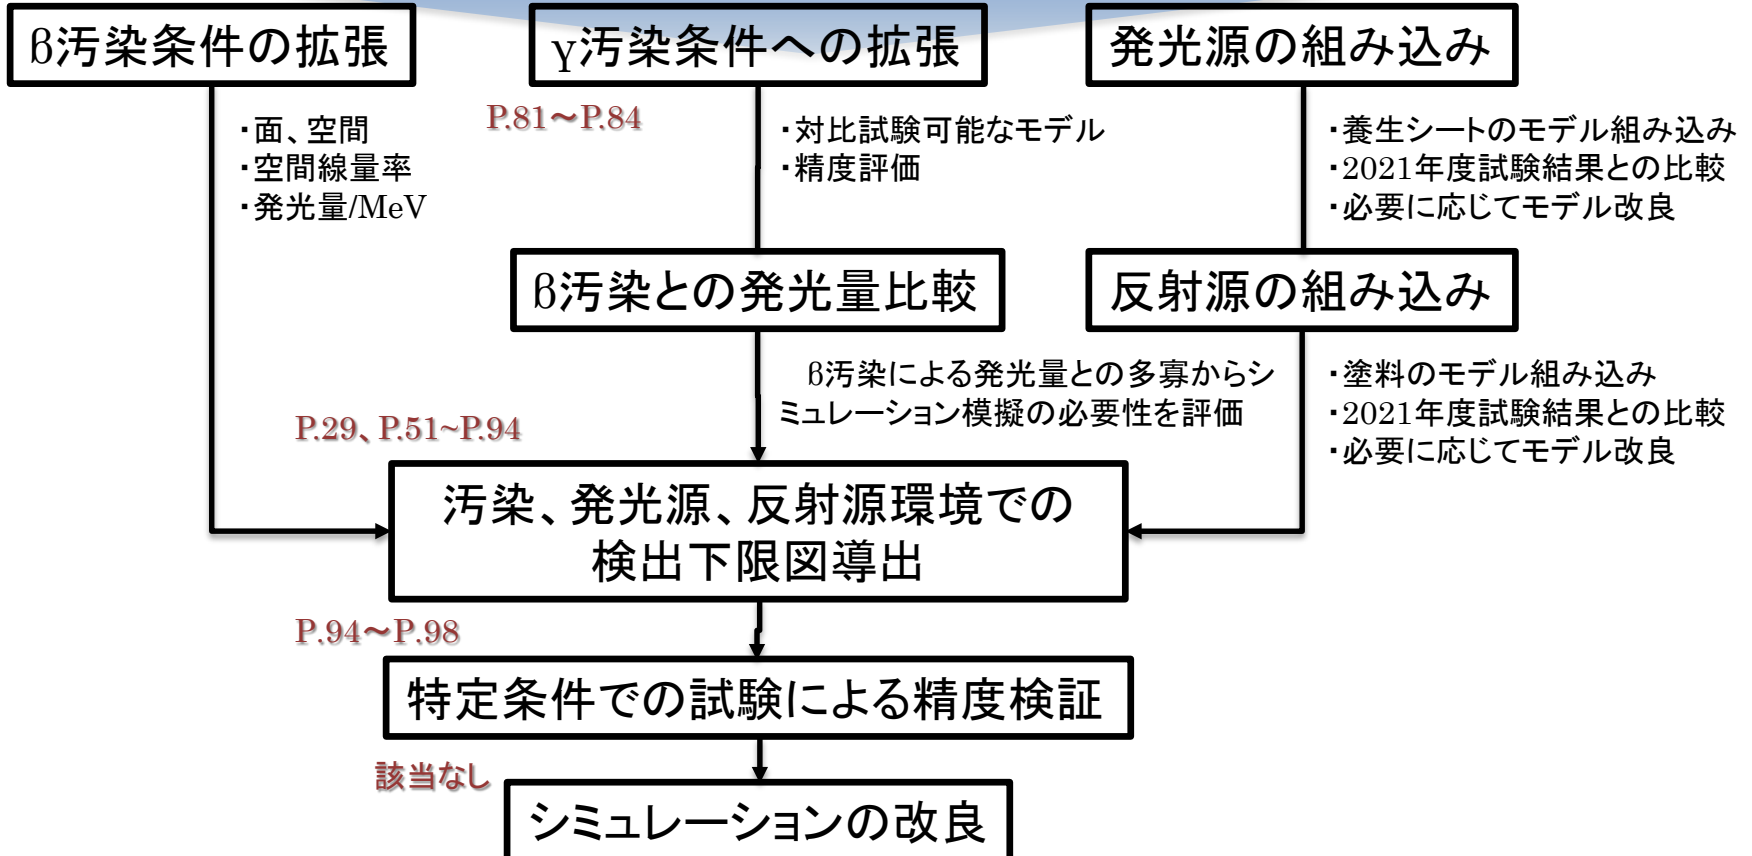 β汚染条件の拡張
γ汚染条件への拡張
発光源の組み込み
・面、空間
・空間線量率
・発光量/MeV
P.81～P.84
・対比試験可能なモデル
・精度評価
・養生シートのモデル組み込み
・2021年度試験結果との比較
・必要に応じてモデル改良
β汚染との発光量比較
反射源の組み込み
β汚染による発光量との多寡からシ
ミュレーション模擬の必要性を評価
・塗料のモデル組み込み
・2021年度試験結果との比較
・必要に応じてモデル改良
P.29、P.51~P.94
汚染、発光源、反射源環境での
検出下限図導出
P.94～P.98
特定条件での試験による精度検証
該当なし
シミュレーションの改良